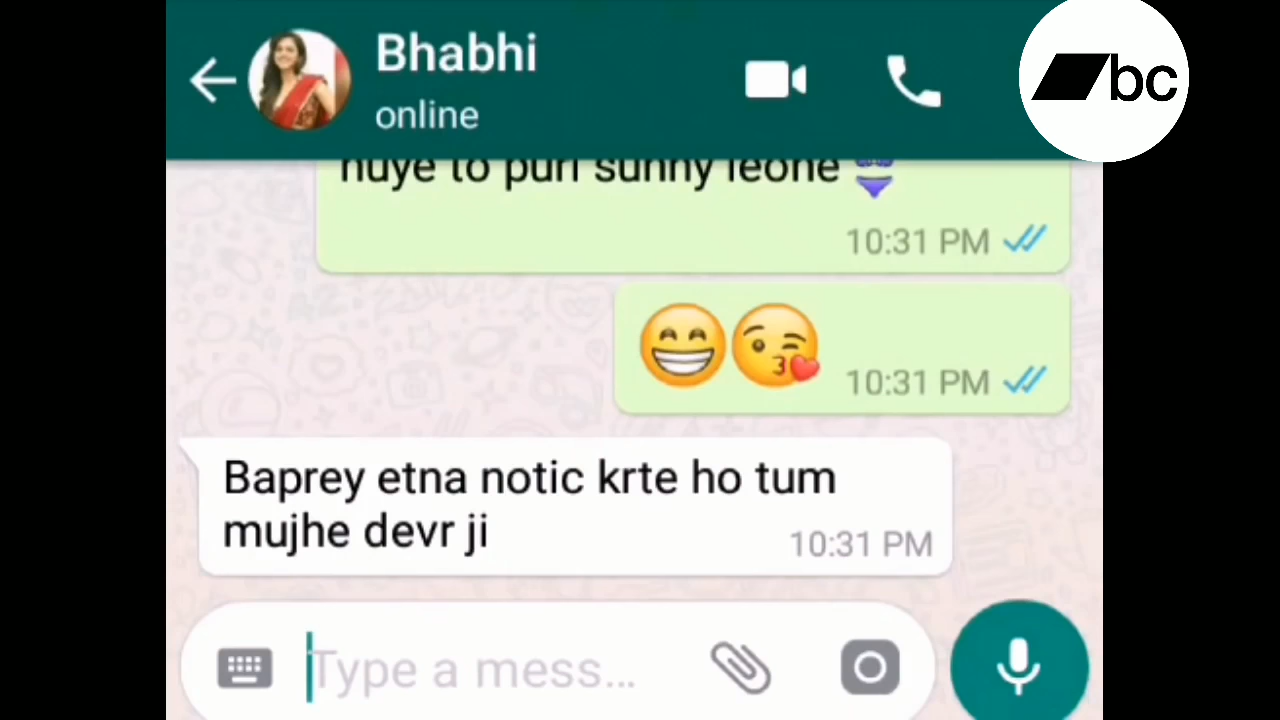 Bhabhi
online
bc
huye to puri sunny leone
10:31 PM
10:31 PM
Baprey etna notic krte ho tum
mujhe devr ji
10:31 PM
Type a mess...